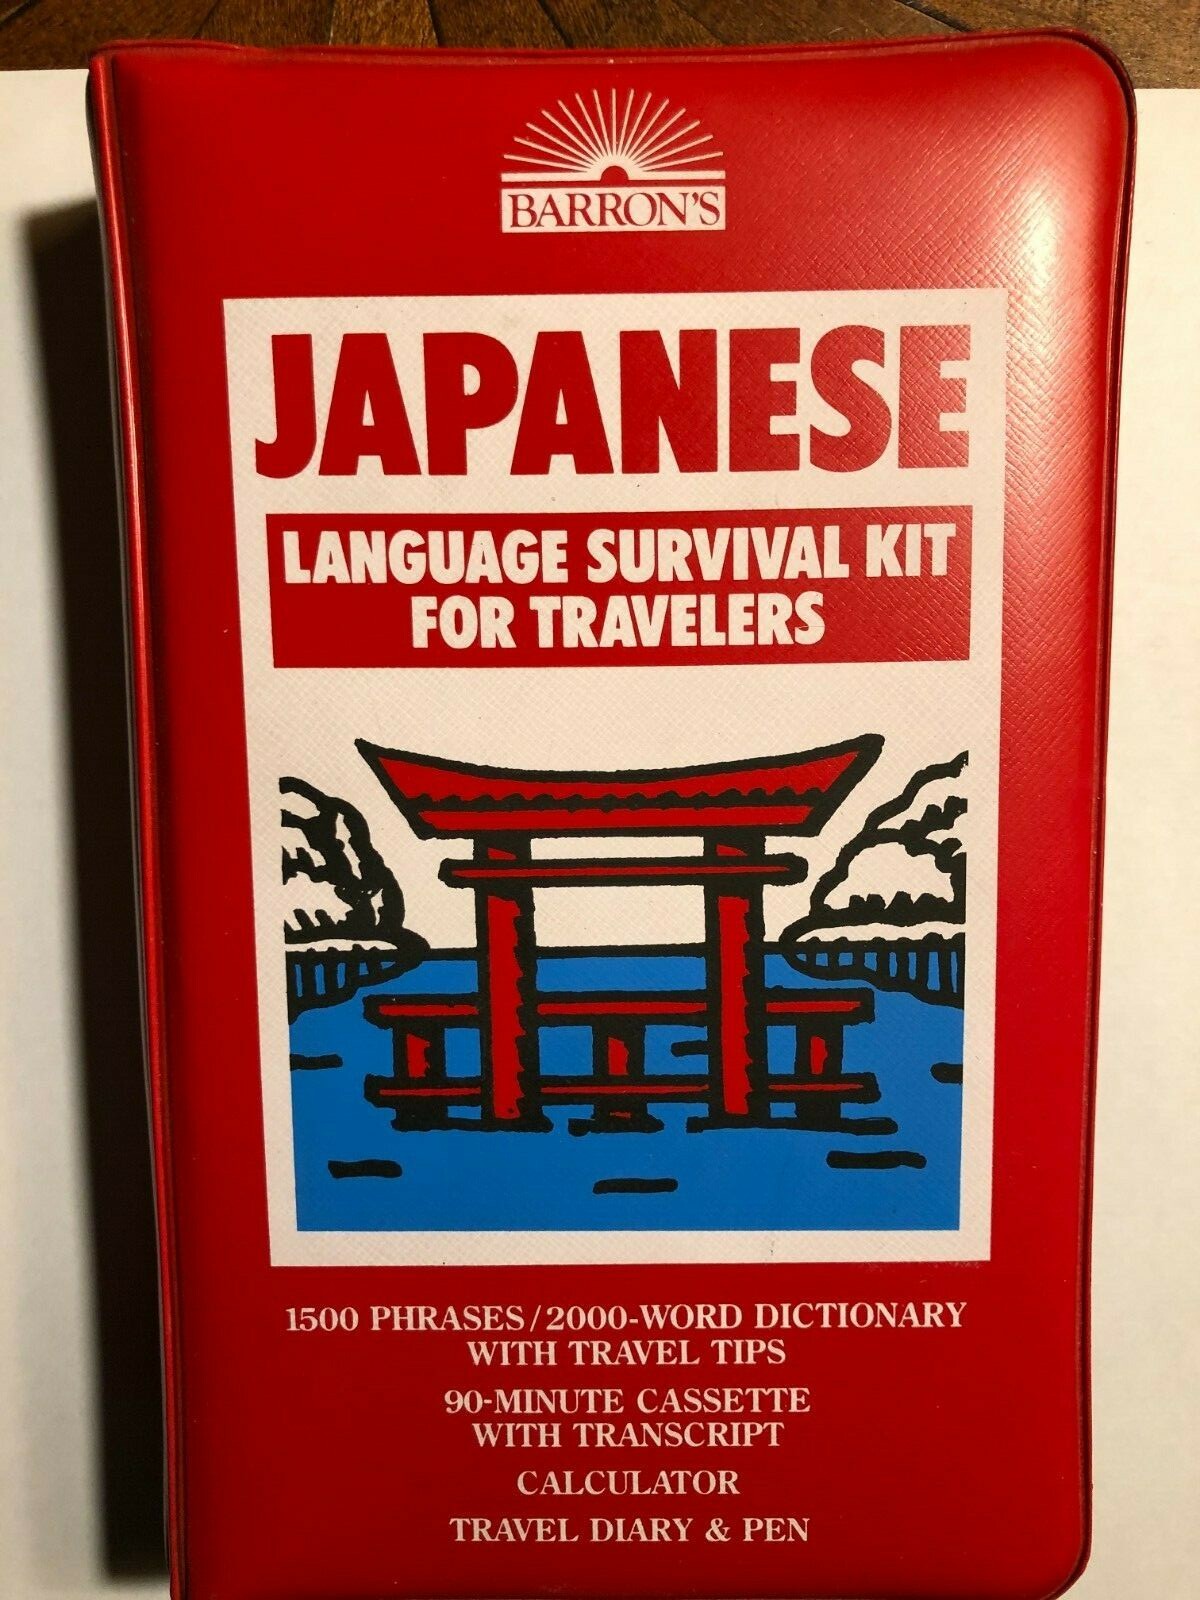 BARRON'S
JAPANESE
LANGUAGE SURVIVAL KIT
FOR TRAVELERS
1500 PHRASES/2000-WORD DICTIONARY
WITH TRAVEL TIPS
90-MINUTE CASSETTE
WITH TRANSCRIPT
CALCULATOR
TRAVEL DIARY & PEN